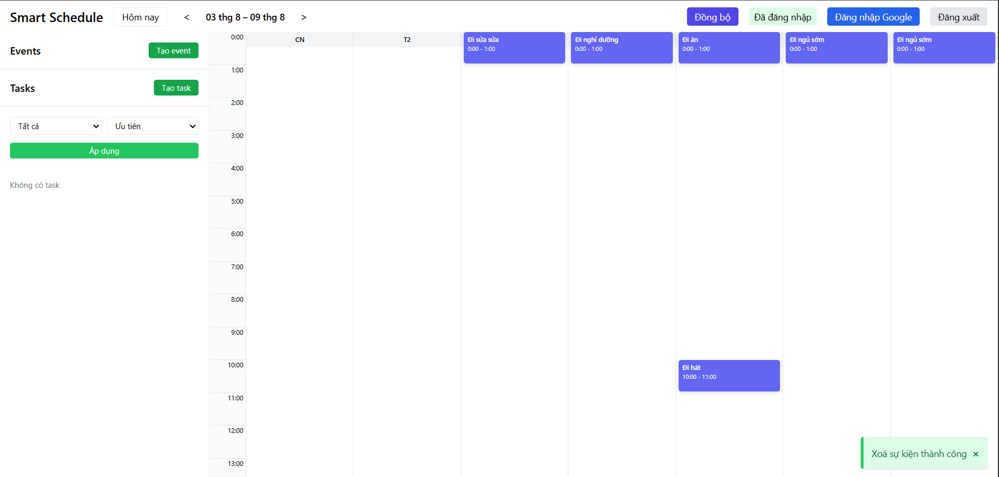 Smart Schedule
Hôm nay
<
03 thg 8 – 09 thg 8
>
Đồng bộ
Đã đăng nhập
Đăng nhập Google
Đăng xuất
Events
Tạo event
Tasks
Tạo task
Tất cả
Ưu tiên
Áp dụng
Không có task
0:00
1:00
2:00
3:00
4:00
5:00
6:00
7:00
8:00
9:00
10:00
11:00
12:00
13:00
CN
T2
Đi sửa sửa
0:00 - 1:00
Đi nghỉ dưỡng
0:00 - 1:00
Đi ăn
0:00 - 1:00
Đi ngủ sớm
0:00 - 1:00
Đi ngủ sớm
0:00 - 1:00
Đi hát
10:00 - 11:00
Xoá sự kiện thành công ×